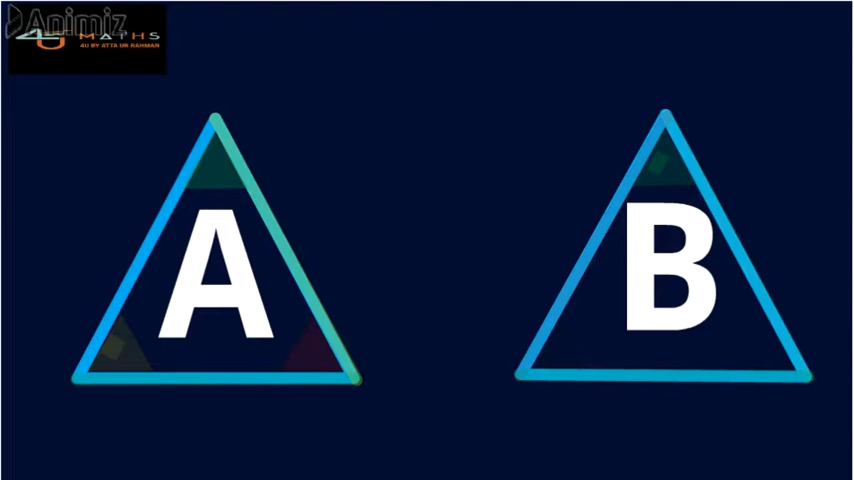 Animiz
4U MATHS
4U BY ATTA UR RAHMAN
A
B